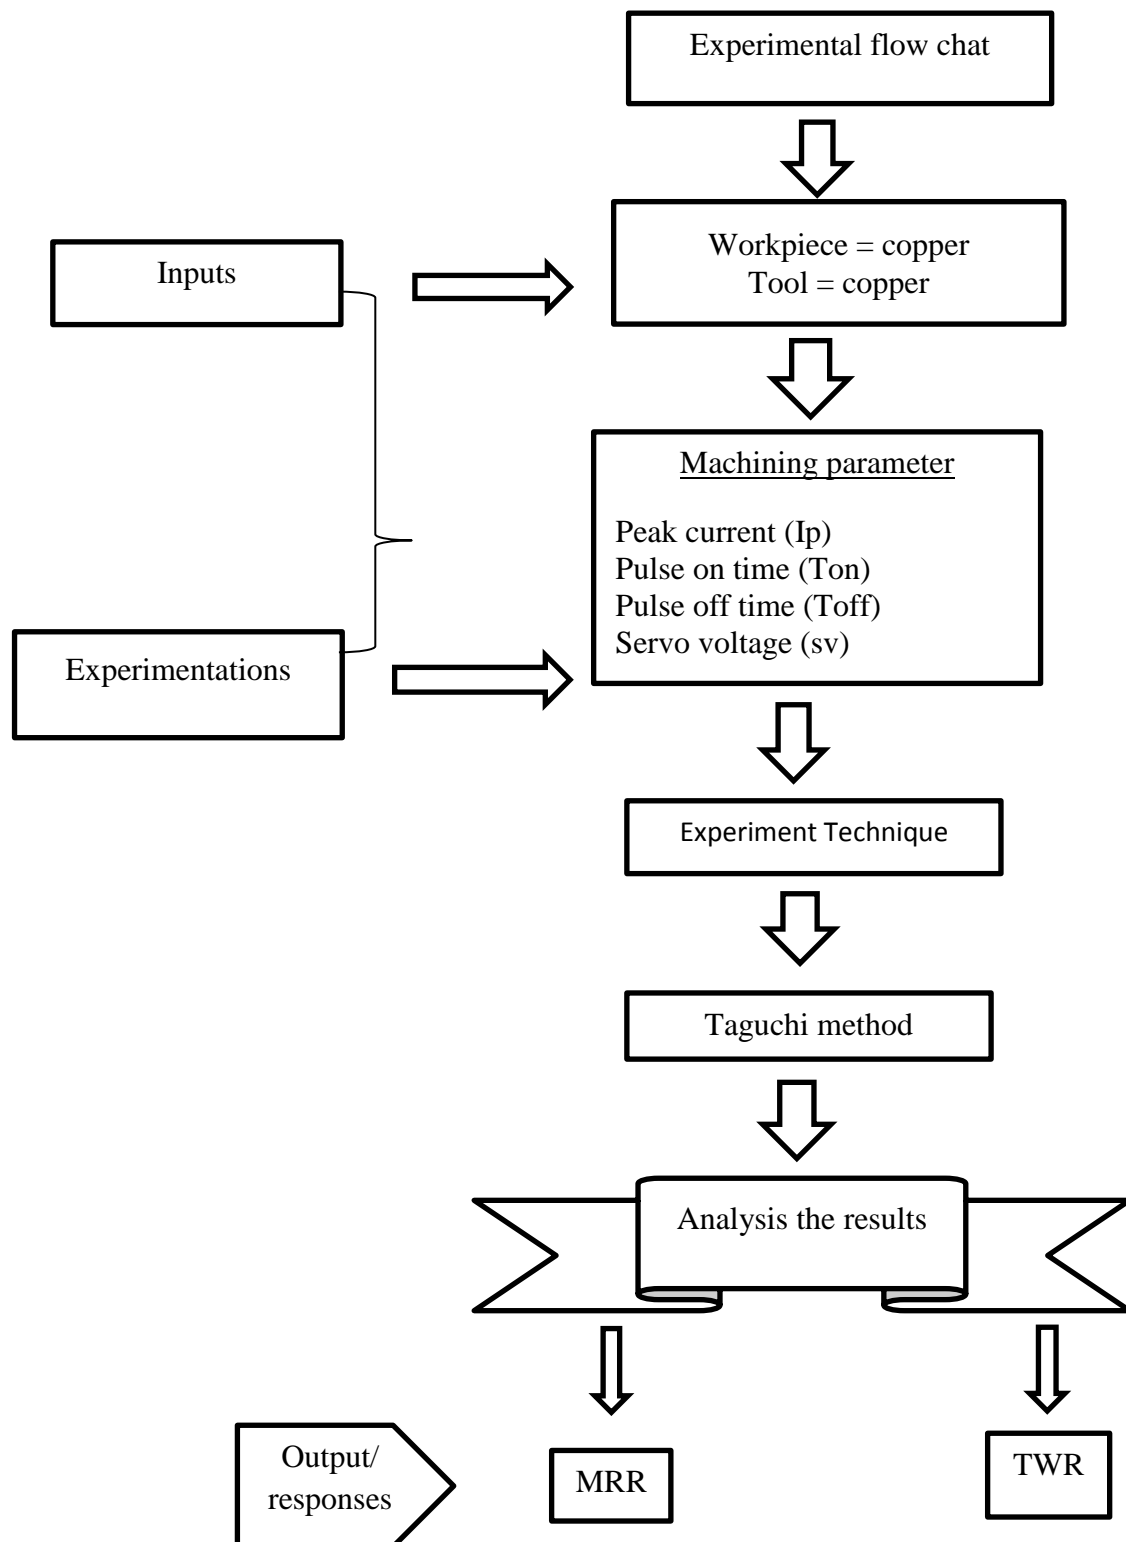 Experimental flow chat
Workpiece = copper
Tool = copper
Inputs
Machining parameter
Peak current (Ip)
Pulse on time (Ton)
Pulse off time (Toff)
Servo voltage (sv)
Experimentations
Experiment Technique
Taguchi method
Analysis the results
Output/
responses
MRR
TWR